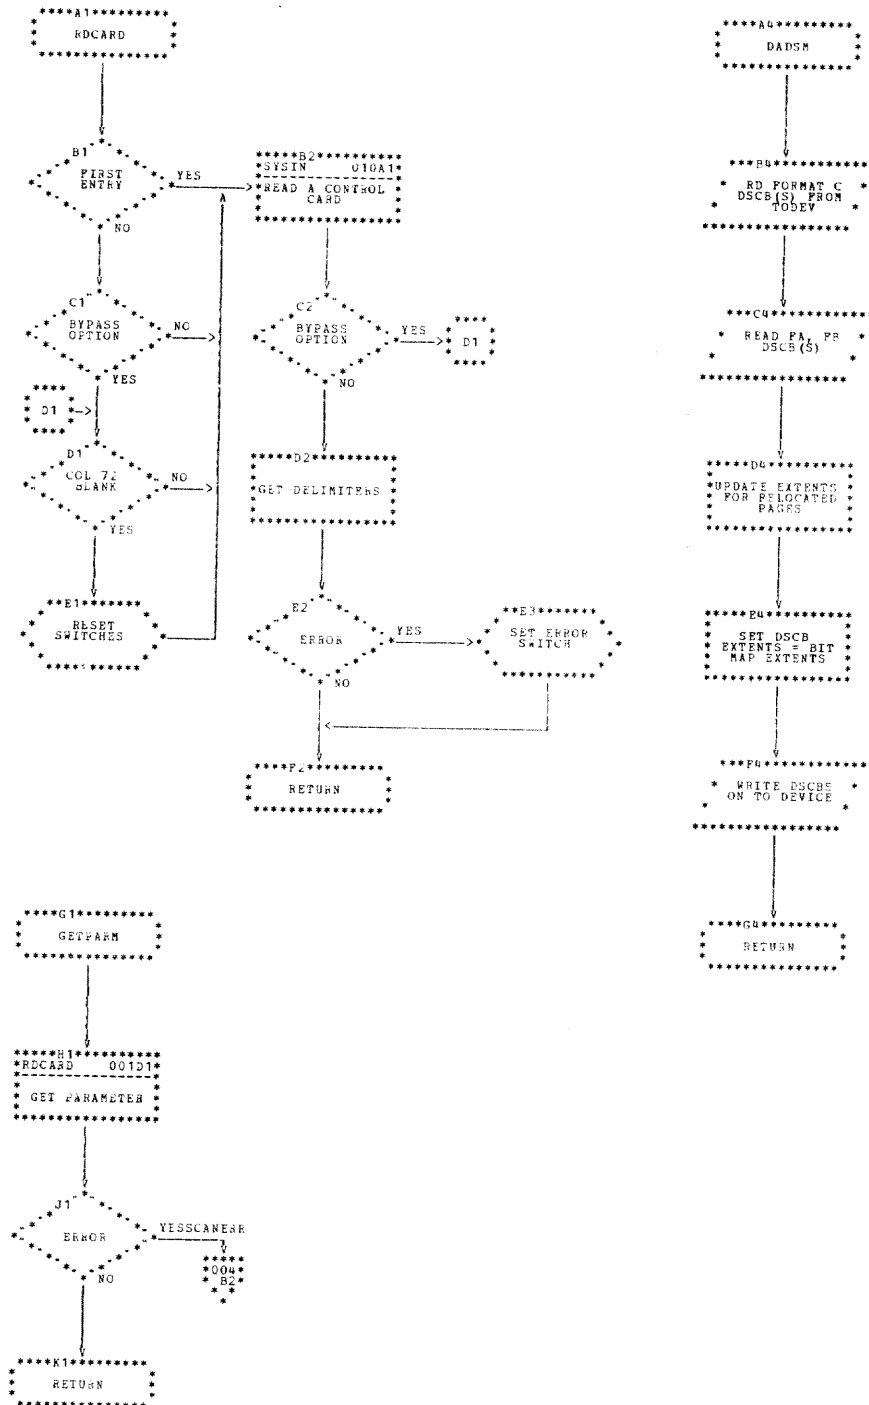 A1
RDCARD
B1
FIRST
ENTRY
YES
NO
B2
SYSIN 010A1
READ A CONTROL
CARD
C1
BYPASS
OPTION
NO
YES
C2
BYPASS
OPTION
YES
NO
D1
D1
D1
COL 72
BLANK
NO
YES
D2
GET DELIMITERS
E1
RESET
SWITCHES
E2
ERROR
YES
NO
E3
SET ERROR
SWITCH
F2
RETURN
A4
DADSM
B4
RD FORMAT C
DSCB(S) FROM
TODEV
C4
READ FA, FB
DSCB(S)
D4
UPDATE EXTENTS
FOR RELOCATED
PAGES
E4
SET DSCB
EXTENTS = BIT
MAP EXTENTS
F4
WRITE DSCBS
ON TO DEVICE
G4
RETURN
G1
GETPARM
H1
RDCARD 001D1
GET PARAMETER
J1
ERROR
YESSCANERR
NO
004
B2
K1
RETURN